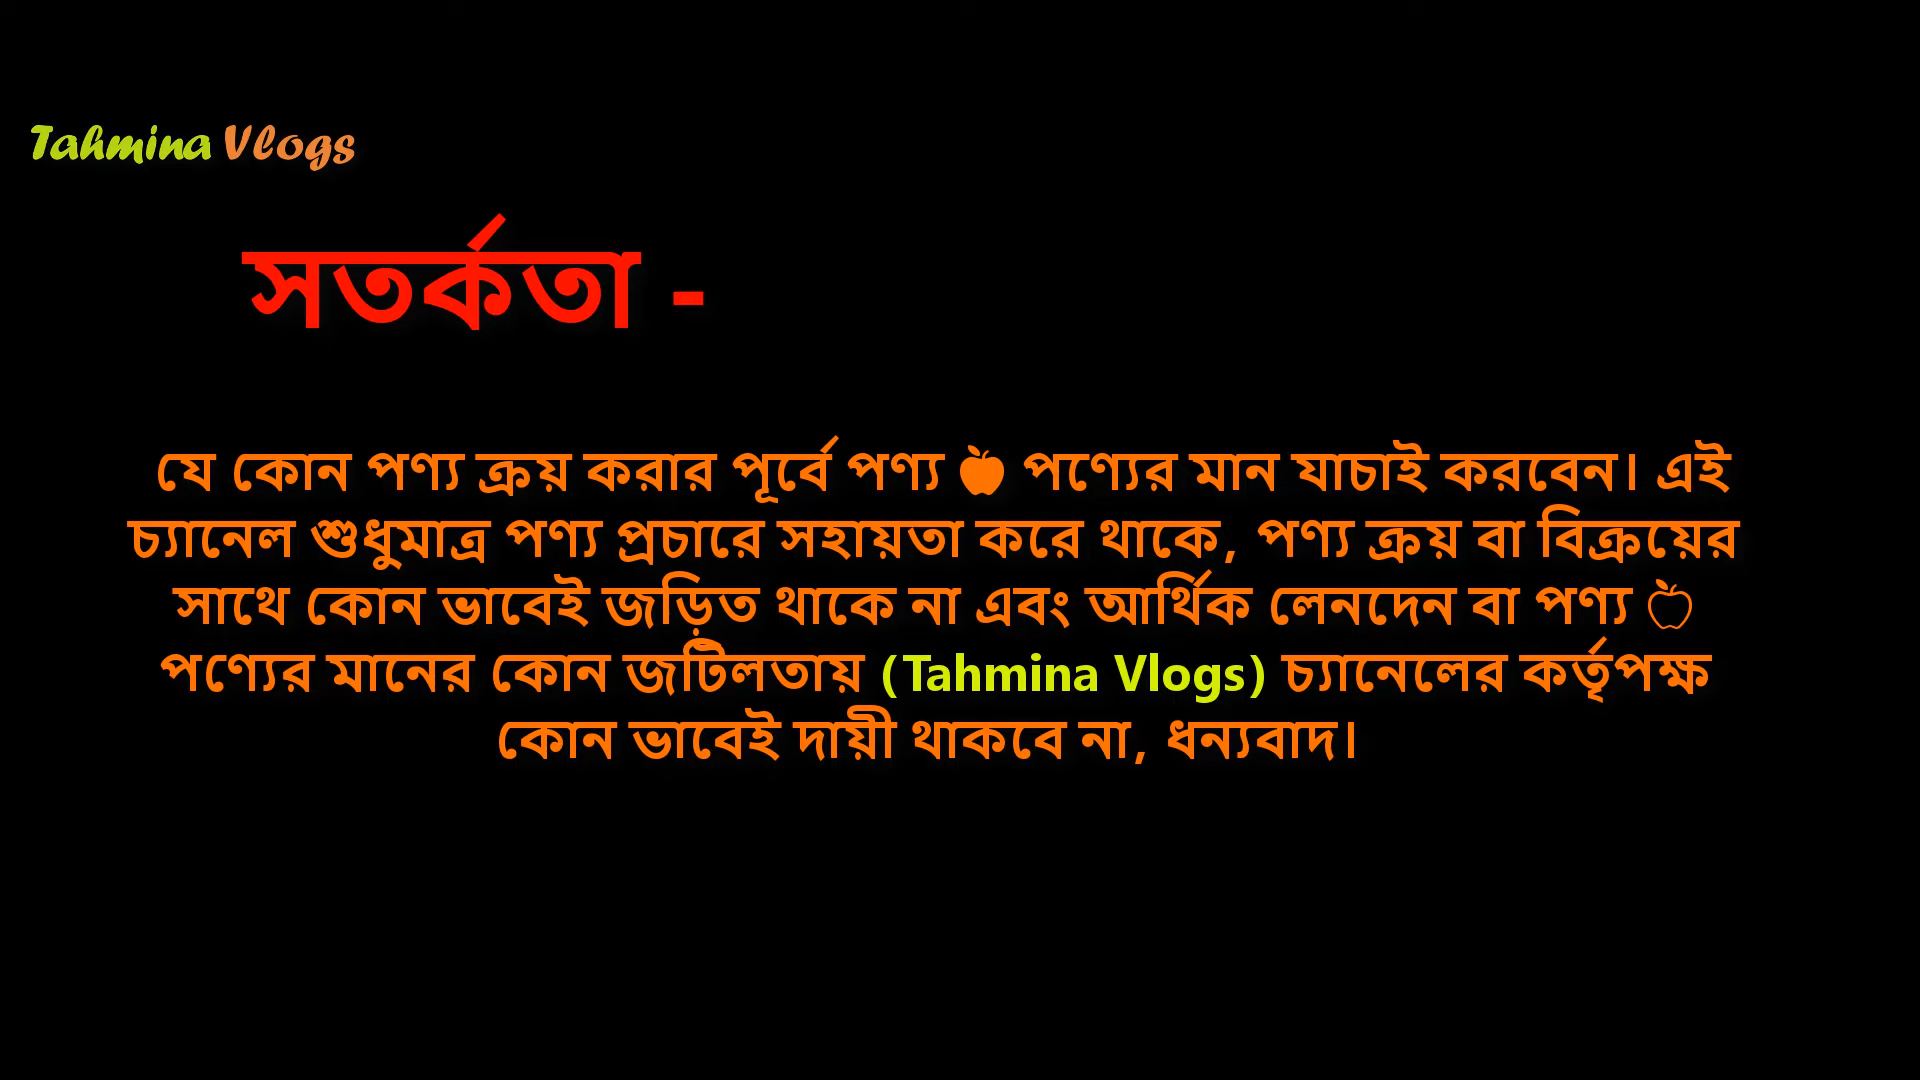 Tahmina Vlogs
সতর্কতা -
যে কোন পণ্য ক্রয় করার পূর্বে পণ্য 🍎 পণ্যের মান যাচাই করবেন। এই
চ্যানেল শুধুমাত্র পণ্য প্রচারে সহায়তা করে থাকে, পণ্য ক্রয় বা বিক্রয়ের
সাথে কোন ভাবেই জড়িত থাকে না এবং আর্থিক লেনদেন বা পণ্য 🍎
পণ্যের মানের কোন জটিলতায় (Tahmina Vlogs) চ্যানেলের কর্তৃপক্ষ
কোন ভাবেই দায়ী থাকবে না, ধন্যবাদ।